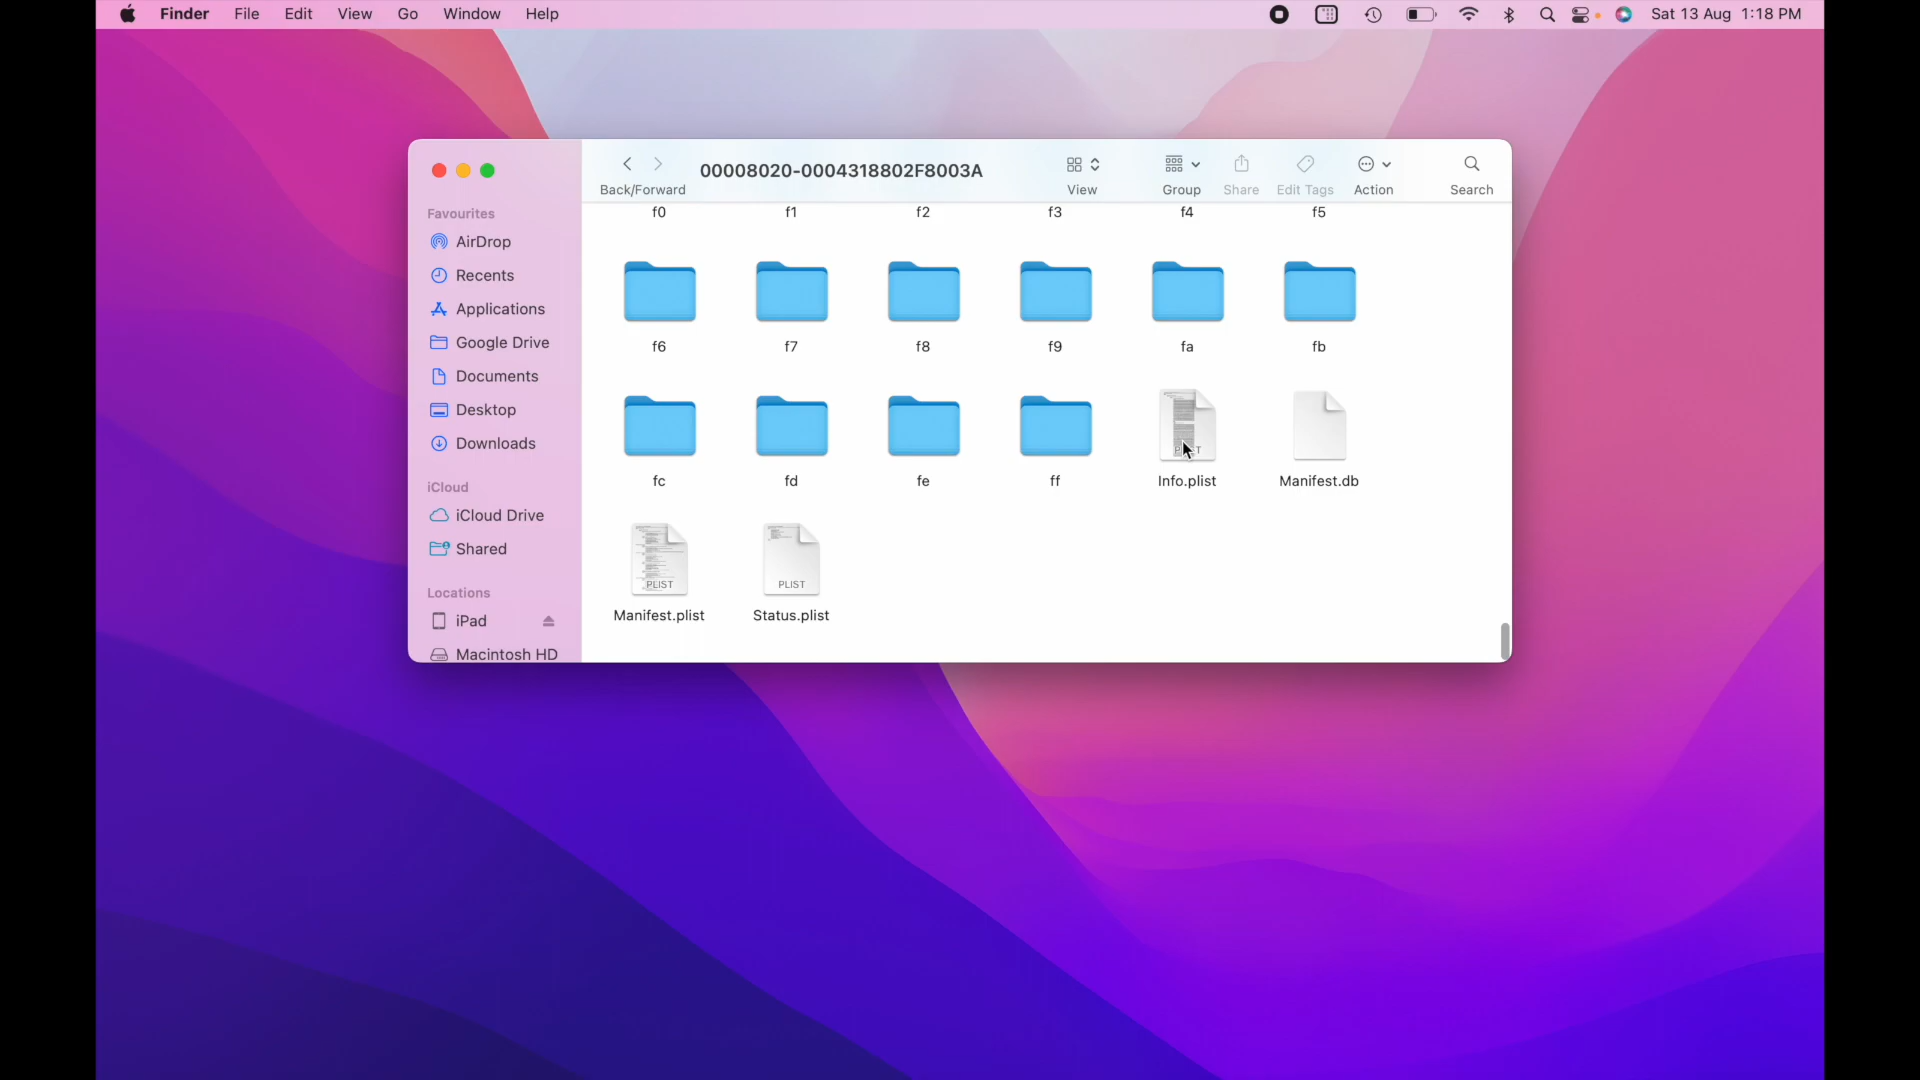 Finder File Edit View Go Window Help Sat 13 Aug 1:18 PM
00008020-0004318802F8003A
Back/Forward View Group Share Edit Tags Action Search
Favourites
AirDrop
Recents
Applications
Google Drive
Documents
Desktop
Downloads
iCloud
iCloud Drive
Shared
Locations
iPad
Macintosh HD
f0 f1 f2 f3 f4 f5
f6 f7 f8 f9 fa fb
fc fd fe ff Info.plist Manifest.db
PLIST PLIST
Manifest.plist Status.plist